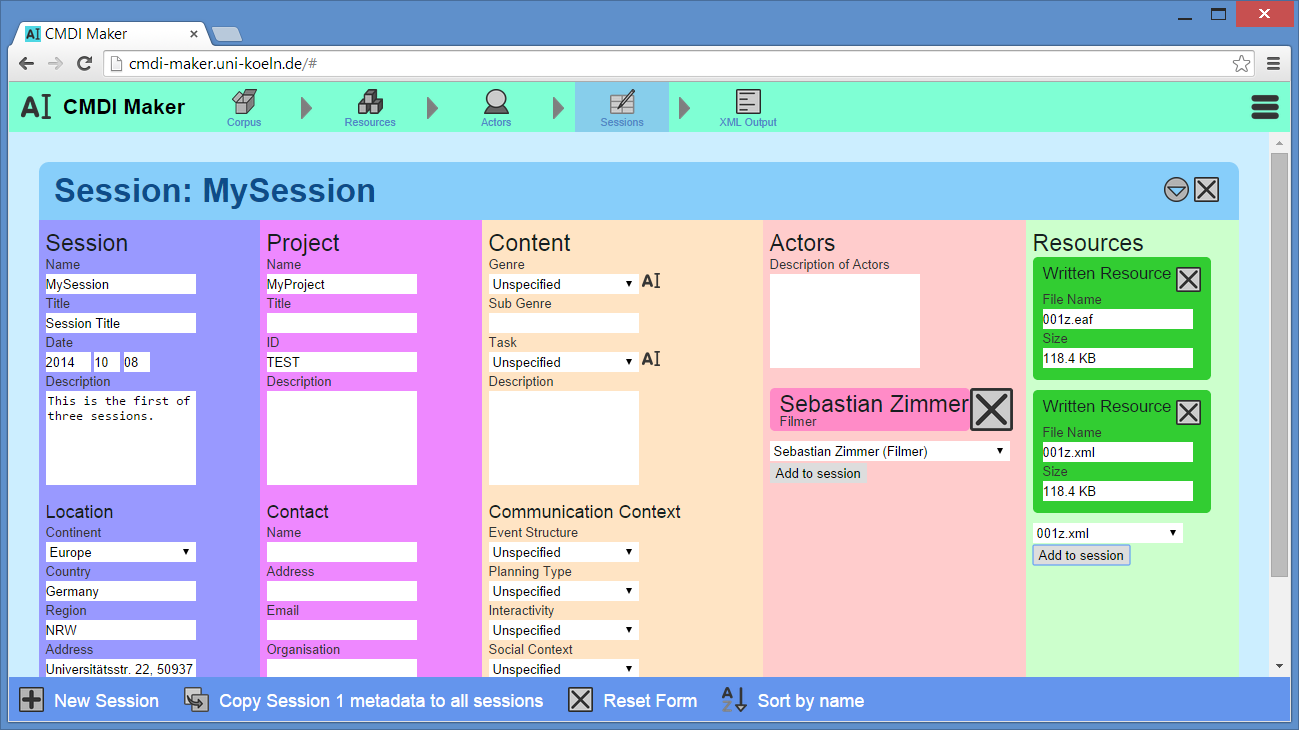 AI CMDI Maker
cmdi-maker.uni-koeln.de/#
AI CMDI Maker
Corpus
Resources
Actors
Sessions
XML Output
Session: MySession
Session
Name
MySession
Title
Session Title
Date
2014 10 08
Description
This is the first of
three sessions.
Location
Continent
Europe
Country
Germany
Region
NRW
Address
Universitätsstr. 22, 50937
Project
Name
MyProject
Title
ID
TEST
Description
Contact
Name
Address
Email
Organisation
Content
Genre
Unspecified AI
Sub Genre
Task
Unspecified AI
Description
Communication Context
Event Structure
Unspecified
Planning Type
Unspecified
Interactivity
Unspecified
Social Context
Unspecified
Actors
Description of Actors
Sebastian Zimmer
Filmer
Sebastian Zimmer (Filmer)
Add to session
Resources
Written Resource
File Name
001z.eaf
Size
118.4 KB
Written Resource
File Name
001z.xml
Size
118.4 KB
001z.xml
Add to session
New Session
Copy Session 1 metadata to all sessions
Reset Form
A
Z
Sort by name